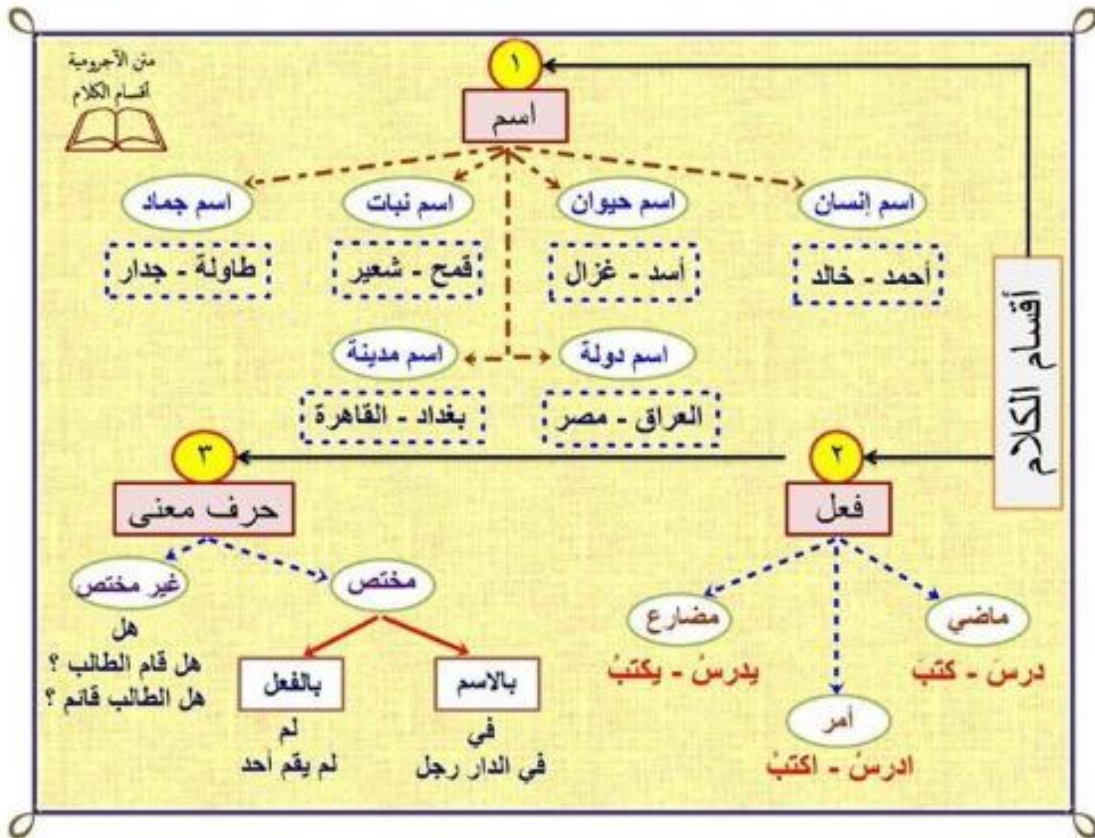 متن الآجرومية
أقسام الكلام
أقسام الكلام
١
اسم
اسم إنسان
اسم حيوان
اسم نبات
اسم جماد
أحمد - خالد
أسد - غزال
قمح - شعير
طاولة - جدار
اسم دولة
اسم مدينة
العراق - مصر
بغداد - القاهرة
٢
فعل
ماضي
درسَ - كتبَ
مضارع
يدرسُ - يكتبُ
أمر
ادرسْ - اكتبْ
٣
حرف معنى
مختص
بالاسم
في
في الدار رجل
بالفعل
لم
لم يقم أحد
غير مختص
هل
هل قام الطالب ؟
هل الطالب قائم ؟